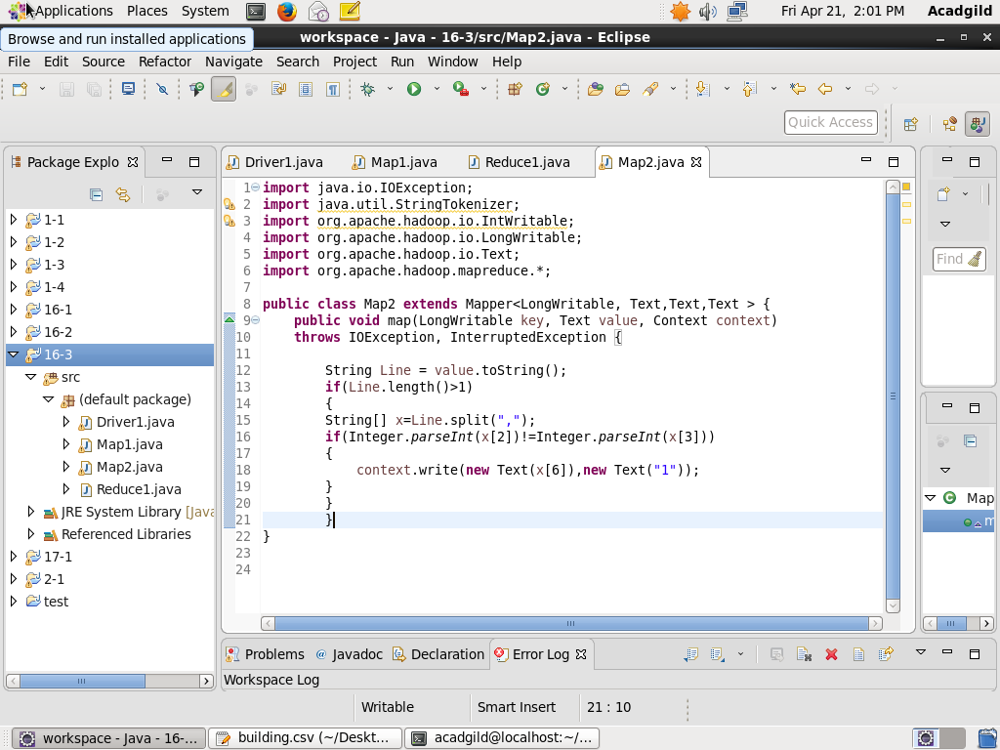 Applications Places System Fri Apr 21, 2:01 PM Acadgild
Browse and run installed applications
workspace - Java - 16-3/src/Map2.java - Eclipse
File Edit Source Refactor Navigate Search Project Run Window Help
Quick Access
Package Explo
Driver1.java Map1.java Reduce1.java Map2.java
1-1
1-2
1-3
1-4
16-1
16-2
16-3
src
(default package)
Driver1.java
Map1.java
Map2.java
Reduce1.java
JRE System Library [Java
Referenced Libraries
17-1
2-1
test
1 import java.io.IOException;
2 import java.util.StringTokenizer;
3 import org.apache.hadoop.io.IntWritable;
4 import org.apache.hadoop.io.LongWritable;
5 import org.apache.hadoop.io.Text;
6 import org.apache.hadoop.mapreduce.*;
7
8 public class Map2 extends Mapper<LongWritable, Text,Text,Text > {
9 public void map(LongWritable key, Text value, Context context)
10 throws IOException, InterruptedException {
11
12 String Line = value.toString();
13 if(Line.length()>1)
14 {
15 String[] x=Line.split(",");
16 if(Integer.parseInt(x[2])!=Integer.parseInt(x[3]))
17 {
18 context.write(new Text(x[6]),new Text("1"));
19 }
20 }
21 }
22 }
23
24
Find
Map
m
Problems @ Javadoc Declaration Error Log
Workspace Log
Writable Smart Insert 21 : 10
workspace - Java - 16-... building.csv (~/Deskt... acadgild@localhost:~/...